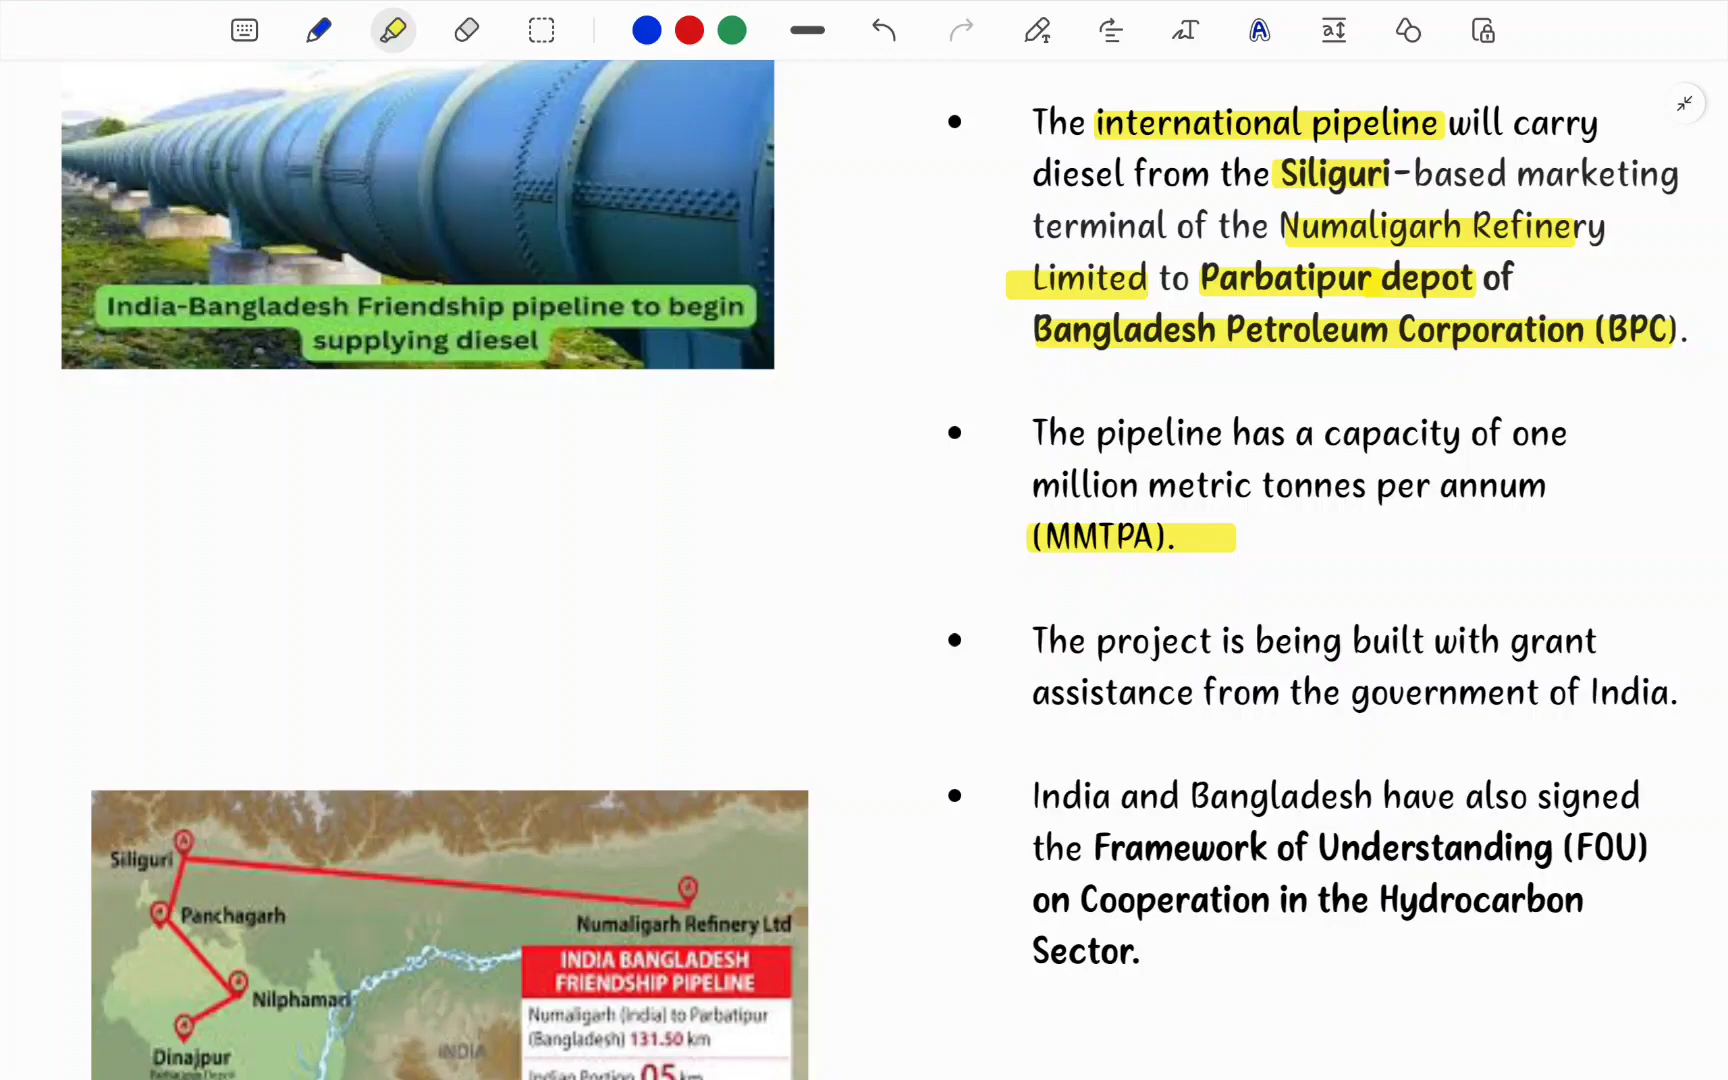 India-Bangladesh Friendship pipeline to begin
supplying diesel
• The international pipeline will carry
diesel from the Siliguri-based marketing
terminal of the Numaligarh Refinery
Limited to Parbatipur depot of
Bangladesh Petroleum Corporation (BPC).
• The pipeline has a capacity of one
million metric tonnes per annum
(MMTPA).
• The project is being built with grant
assistance from the government of India.
• India and Bangladesh have also signed
the Framework of Understanding (FOU)
on Cooperation in the Hydrocarbon
Sector.
Siliguri
Panchagarh
Numaligarh Refinery Ltd
Nilphamari
Dinajpur
INDIA
INDIA BANGLADESH
FRIENDSHIP PIPELINE
Numaligarh (India) to Parbatipur
(Bangladesh) 131.50 km
Indian Portion 05 km